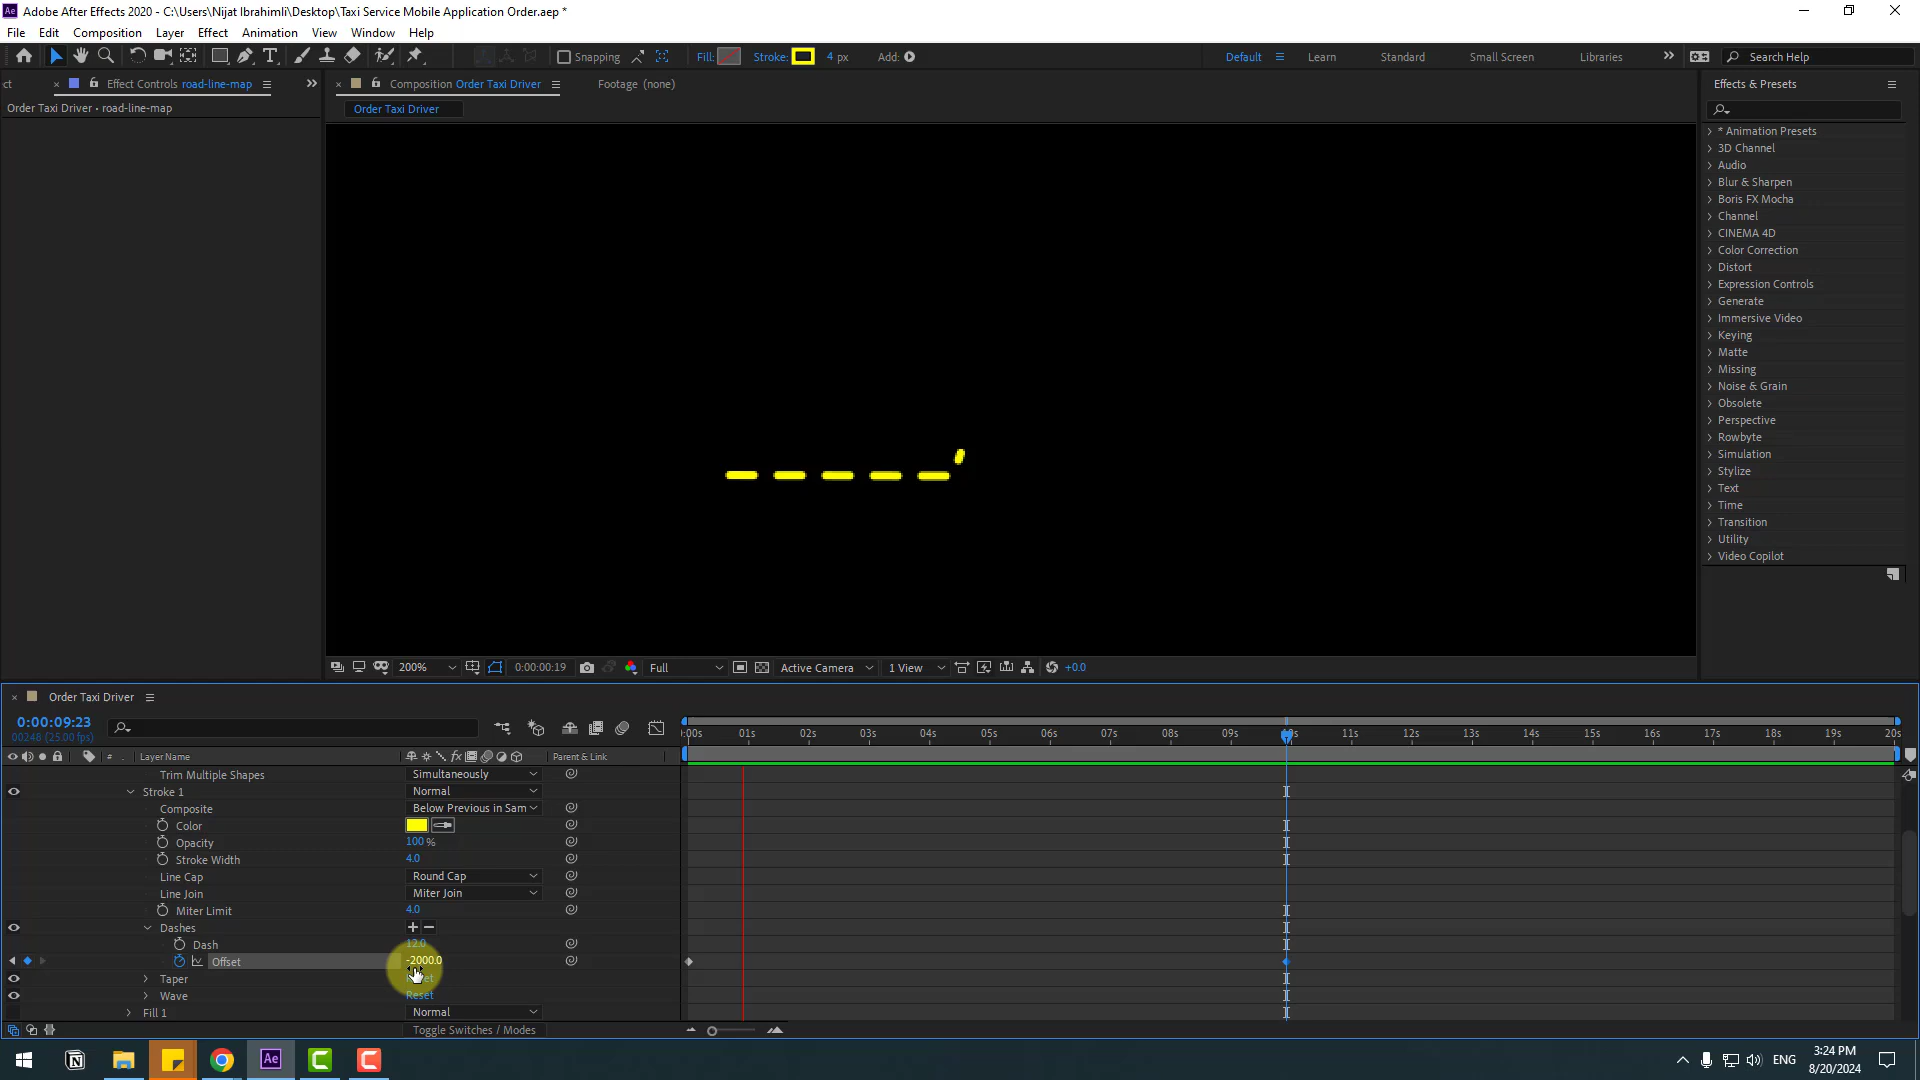 Adobe After Effects 2020 - C:\Users\Nijat Ibrahimli\Desktop\Taxi Service Mobile Application Order.aep *
File Edit Composition Layer Effect Animation View Window Help
Snapping Fill: Stroke: 4 px Add: Default Learn Standard Small Screen Libraries Search Help
ct Effect Controls road-line-map
Order Taxi Driver • road-line-map
Composition Order Taxi Driver Footage (none)
Order Taxi Driver
Effects & Presets
* Animation Presets
3D Channel
Audio
Blur & Sharpen
Boris FX Mocha
Channel
CINEMA 4D
Color Correction
Distort
Expression Controls
Generate
Immersive Video
Keying
Matte
Missing
Noise & Grain
Obsolete
Perspective
Rowbyte
Simulation
Stylize
Text
Time
Transition
Utility
Video Copilot
200% 0:00:00:19 Full Active Camera 1 View +0.0
Order Taxi Driver
0:00:09:23
00248 (25.00 fps)
:00s 01s 02s 03s 04s 05s 06s 07s 08s 09s 11s 12s 13s 14s 15s 16s 17s 18s 19s 20s
# Layer Name Parent & Link
Trim Multiple Shapes Simultaneously
Stroke 1 Normal
Composite Below Previous in Sam
Color
Opacity 100 %
Stroke Width 4.0
Line Cap Round Cap
Line Join Miter Join
Miter Limit 4.0
Dashes + −
Dash 12.0
Offset -2000.0
Taper
Wave Reset
Fill 1 Normal
Toggle Switches / Modes
ENG
3:24 PM
8/20/2024